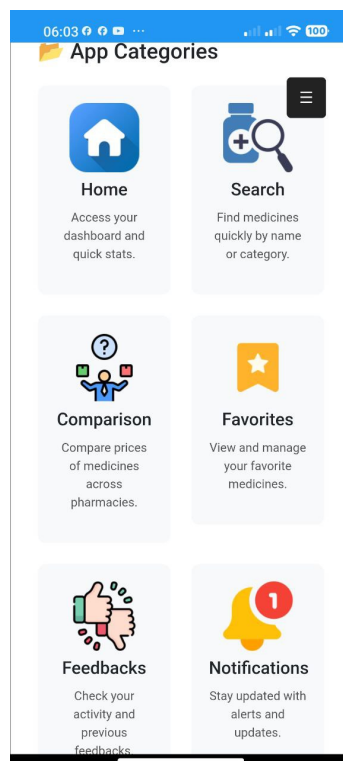 06:03
100
📂 App Categories
Home
Access your
dashboard and
quick stats.
Search
Find medicines
quickly by name
or category.
Comparison
Compare prices
of medicines
across
pharmacies.
Favorites
View and manage
your favorite
medicines.
1
Feedbacks
Check your
activity and
previous
feedbacks.
Notifications
Stay updated with
alerts and
updates.